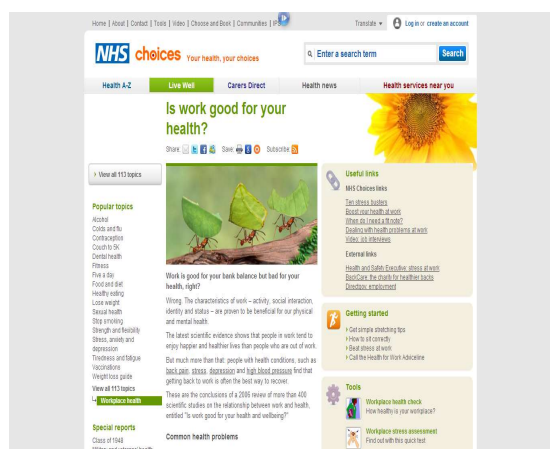 Home | About | Contact | Tools | Video | Choose and Book | Communities | IPS
Translate
Log in or create an account
NHS choices Your health, your choices
Enter a search term
Search
Health A-Z
Live Well
Carers Direct
Health news
Health services near you
Is work good for your
health?
Share:
Save:
Subscribe:
View all 113 topics
Popular topics
Alcohol
Colds and flu
Contraception
Couch to 5K
Dental health
Fitness
Five a day
Food and diet
Healthy eating
Lose weight
Sexual health
Stop smoking
Strength and flexibility
Stress, anxiety and
depression
Tiredness and fatigue
Vaccinations
Weight loss guide
View all 113 topics
Workplace health
Special reports
Class of 1948
Work is good for your bank balance but bad for your
health, right?
Wrong. The characteristics of work – activity, social interaction,
identity and status – are proven to be beneficial for our physical
and mental health.
The latest scientific evidence shows that people in work tend to
enjoy happier and healthier lives than people who are out of work.
But much more than that: people with health conditions, such as
back pain, stress, depression and high blood pressure find that
getting back to work is often the best way to recover.
These are the conclusions of a 2006 review of more than 400
scientific studies on the relationship between work and health,
entitled "Is work good for your health and wellbeing?"
Common health problems
Useful links
NHS Choices links
Ten stress busters
Boost your health at work
When do I need a fit note?
Dealing with health problems at work
Video: job interviews
External links
Health and Safety Executive: stress at work
BackCare: the charity for healthier backs
Directgov: employment
Getting started
Get simple stretching tips
How to sit correctly
Beat stress at work
Call the Health for Work Adviceline
Tools
Workplace health check
How healthy is your workplace?
Workplace stress assessment
Find out with this quick test